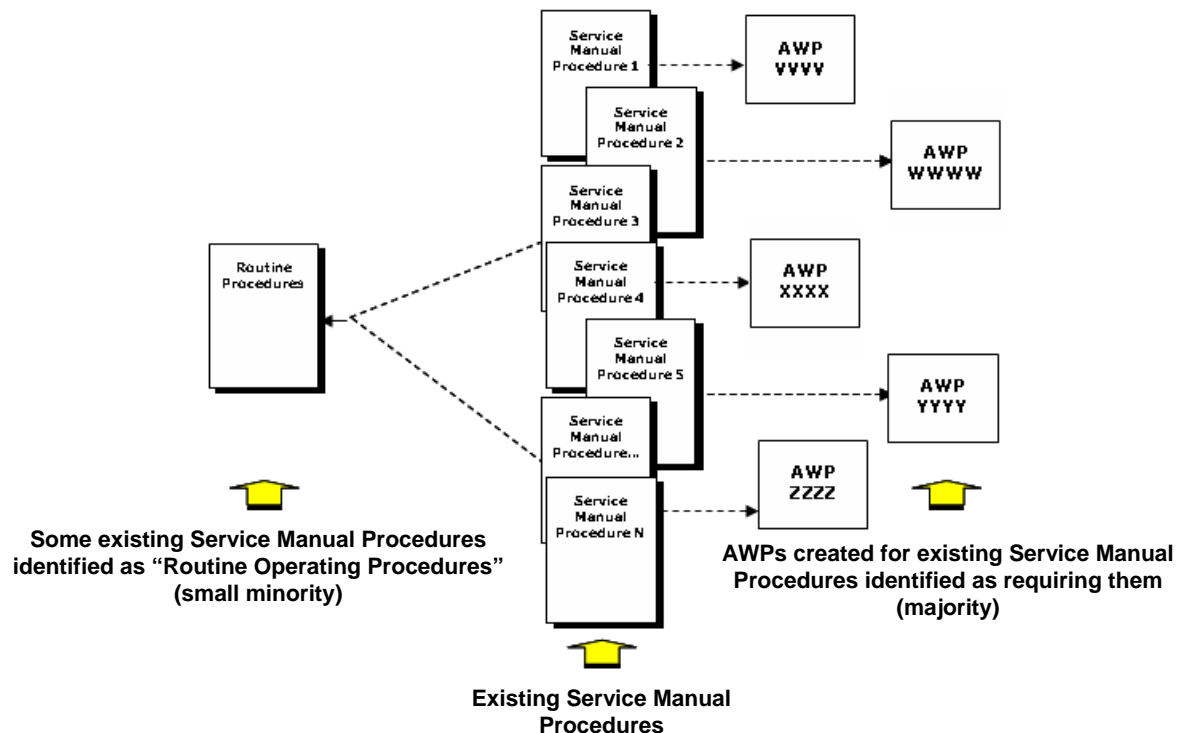 Service
Manual
Procedure 1
AWP
VVVV
Service
Manual
Procedure 2
AWP
WWWW
Service
Manual
Procedure 3
Routine
Procedures
Service
Manual
Procedure 4
AWP
XXXX
Service
Manual
Procedure 5
AWP
YYYY
Service
Manual
Procedure...
AWP
ZZZZ
Service
Manual
Procedure N
Some existing Service Manual Procedures
identified as “Routine Operating Procedures”
(small minority)
AWPs created for existing Service Manual
Procedures identified as requiring them
(majority)
Existing Service Manual
Procedures